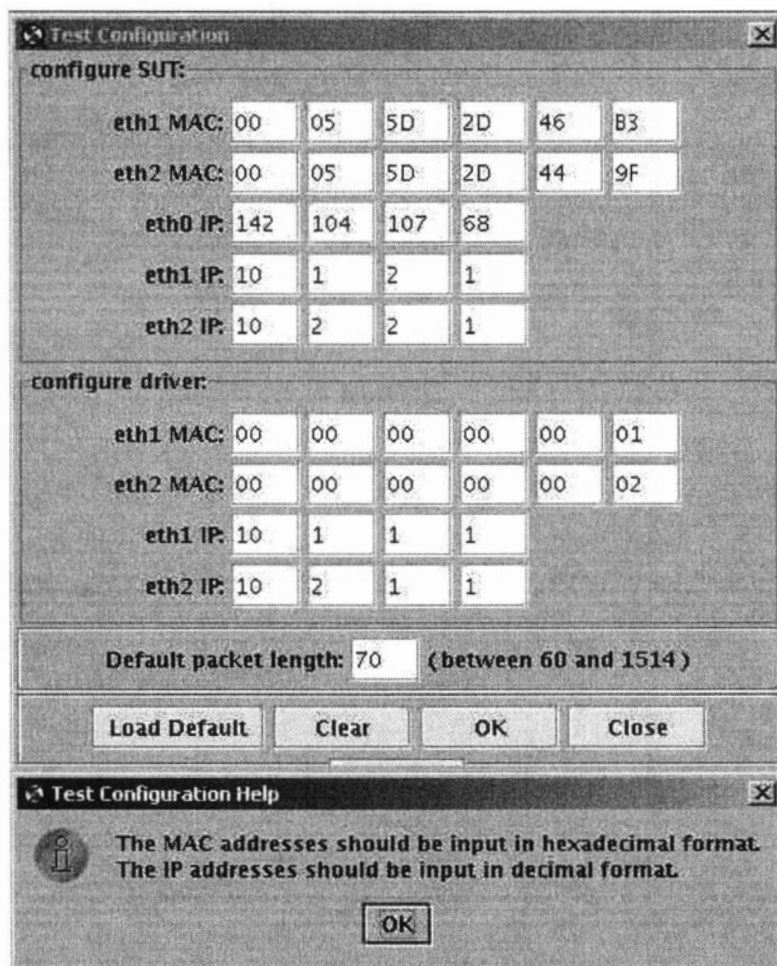 Test Configuration
configure SUT:
eth1 MAC: 00 05 5D 2D 46 B3
eth2 MAC: 00 05 5D 2D 44 9F
eth0 IP: 142 104 107 68
eth1 IP: 10 1 2 1
eth2 IP: 10 2 2 1
configure driver:
eth1 MAC: 00 00 00 00 00 01
eth2 MAC: 00 00 00 00 00 02
eth1 IP: 10 1 1 1
eth2 IP: 10 2 1 1
Default packet length: 70 (between 60 and 1514)
Load Default Clear OK Close
Test Configuration Help
The MAC addresses should be input in hexadecimal format.
The IP addresses should be input in decimal format.
OK